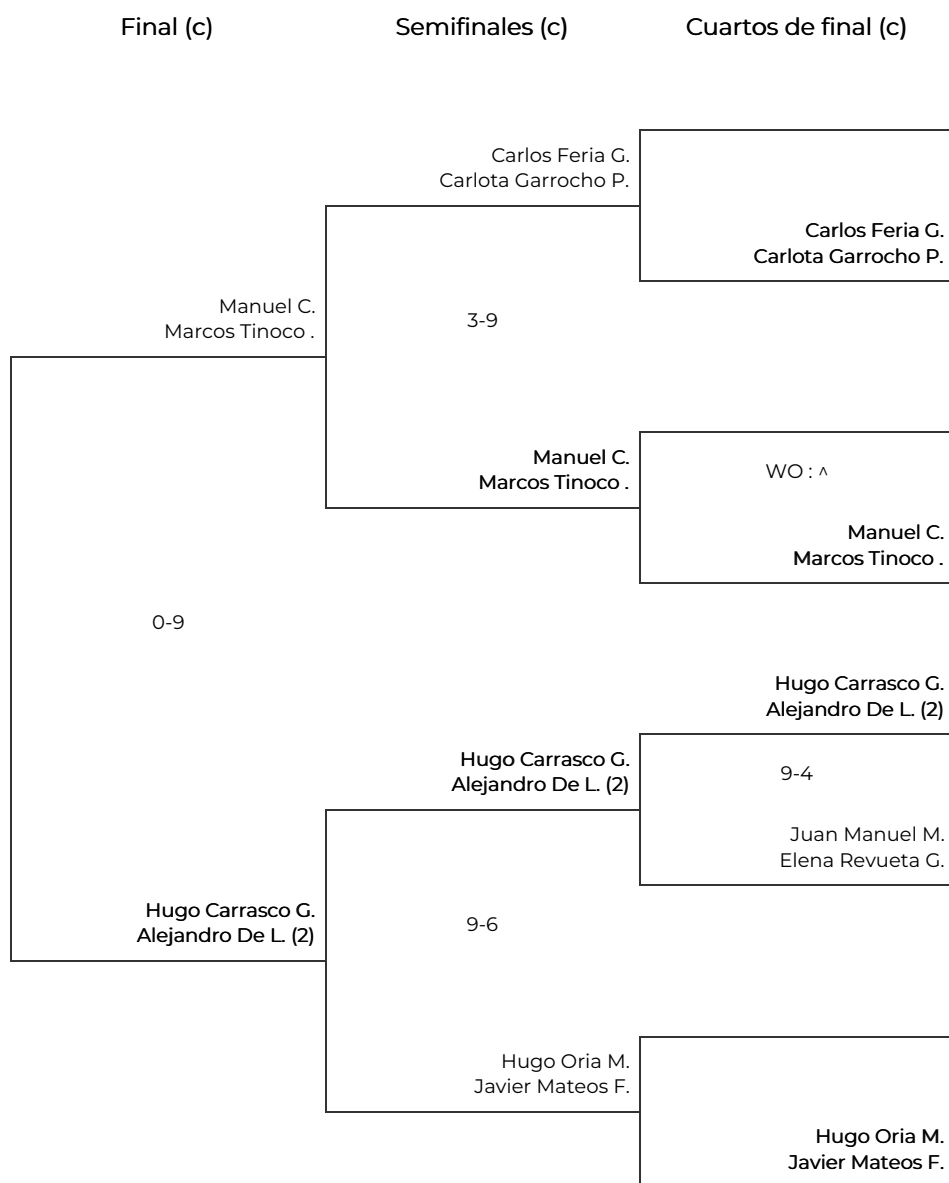 Final (c)
Semifinales (c)
Cuartos de final (c)
Carlos Feria G.
Carlota Garrocho P.
Carlos Feria G.
Carlota Garrocho P.
Manuel C.
Marcos Tinoco .
3-9
Manuel C.
Marcos Tinoco .
WO : ^
Manuel C.
Marcos Tinoco .
0-9
Hugo Carrasco G.
Alejandro De L. (2)
Hugo Carrasco G.
Alejandro De L. (2)
9-4
Juan Manuel M.
Elena Revueta G.
Hugo Carrasco G.
Alejandro De L. (2)
9-6
Hugo Oria M.
Javier Mateos F.
Hugo Oria M.
Javier Mateos F.